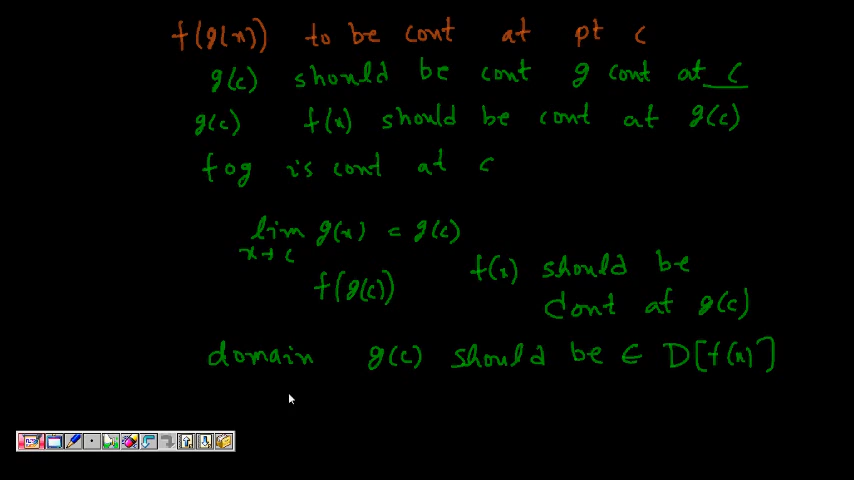 f(g(x)) to be cont at pt c
g(c) should be cont g cont at c
g(c) f(x) should be cont at g(c)
fog is cont at c
lim g(x) = g(c)
x→c
f(g(c)) f(x) should be
cont at g(c)
domain g(c) should be ∈ D[f(x)]